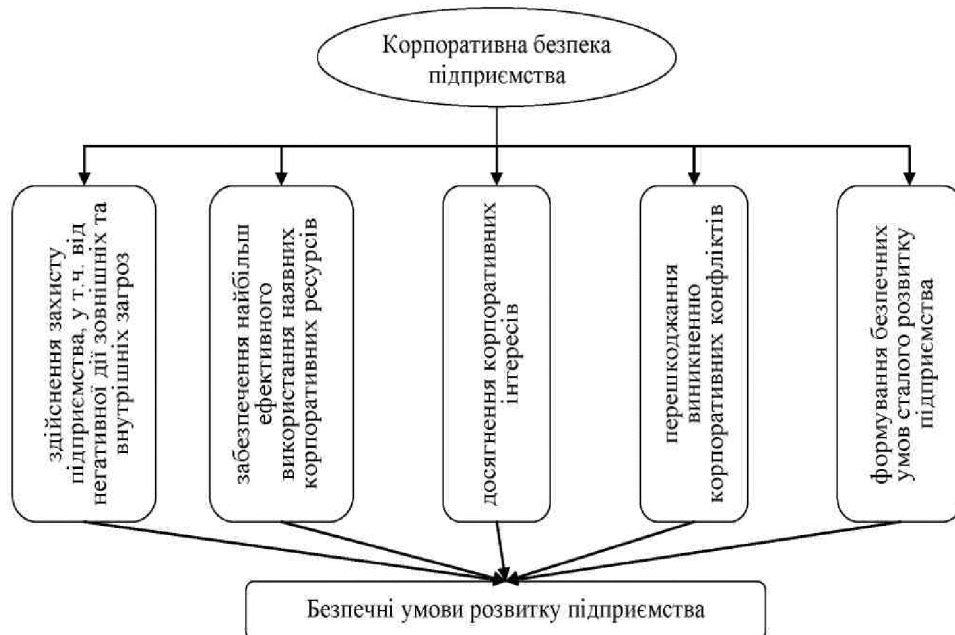 Корпоративна безпека
підприємства
здійснення захисту
підприємства, у т.ч. від
негативної дії зовнішніх та
внутрішніх загроз
забезпечення найбільш
ефективного
використання наявних
корпоративних ресурсів
досягнення корпоративних
інтересів
перешкоджання
виникненню
корпоративних конфліктів
формування безпечних
умов сталого розвитку
підприємства
Безпечні умови розвитку підприємства